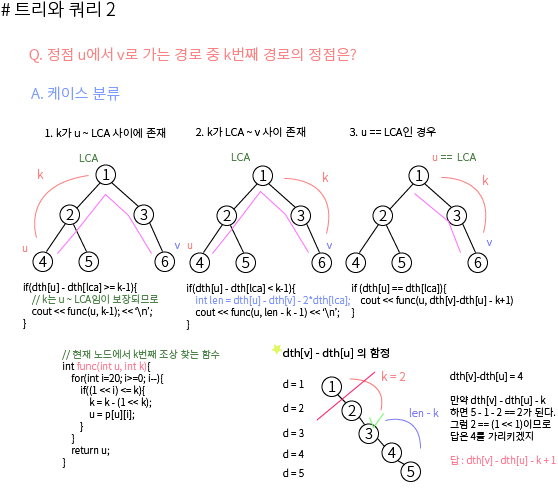 # 트리와 쿼리 2
Q. 정점 u에서 v로 가는 경로 중 k번째 경로의 정점은?
A. 케이스 분류
1. k가 u ~ LCA 사이에 존재
LCA
k
1
2
3
4
5
6
u
v
if(dth[u] - dth[lca] >= k-1){
// k는 u ~ LCA임이 보장되므로
cout << func(u, k-1); << '\n';
}
2. k가 LCA ~ v 사이 존재
LCA
k
1
2
3
4
5
6
u
v
if(dth[u] - dth[lca] < k-1){
int len = dth[u] - dth[v] - 2*dth[lca];
cout << func(u, len - k - 1) << '\n';
}
3. u == LCA인 경우
u == LCA
k
1
2
3
4
5
6
v
if (dth[u] == dth[lca]){
cout << func(u, dth[v]-dth[u] - k+1)
}
// 현재 노드에서 k번째 조상 찾는 함수
int func(int u, int k){
for(int i=20; i>=0; i--){
if((1 << i) <= k){
k = k - (1 << k);
u = p[u][i];
}
}
return u;
}
dth[v] - dth[u] 의 함정
d = 1
d = 2
d = 3
d = 4
d = 5
1
2
3
4
5
k = 2
len - k
dth[v]-dth[u] = 4
만약 dth[v] - dth[u] - k
하면 5 - 1 - 2 == 2가 된다.
그럼 2 == (1 << 1)이므로
답은 4를 가리키겠지
답 : dth[v] - dth[u] - k + 1